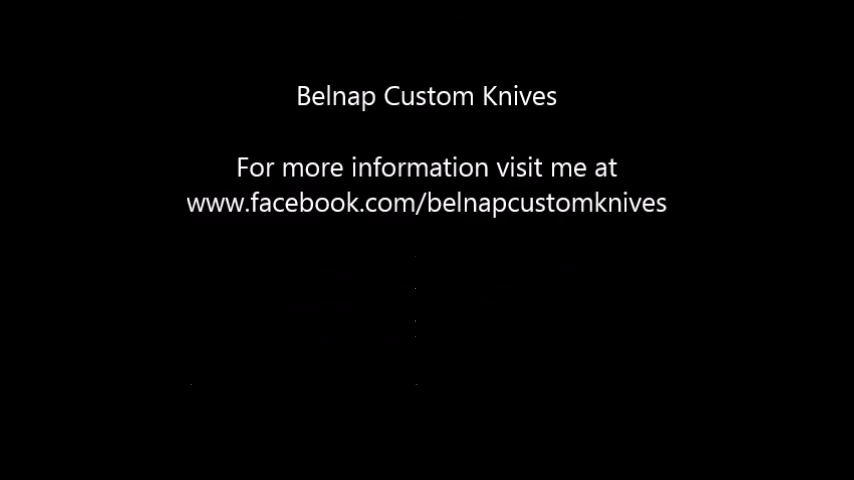 Belnap Custom Knives
For more information visit me at
www.facebook.com/belnapcustomknives